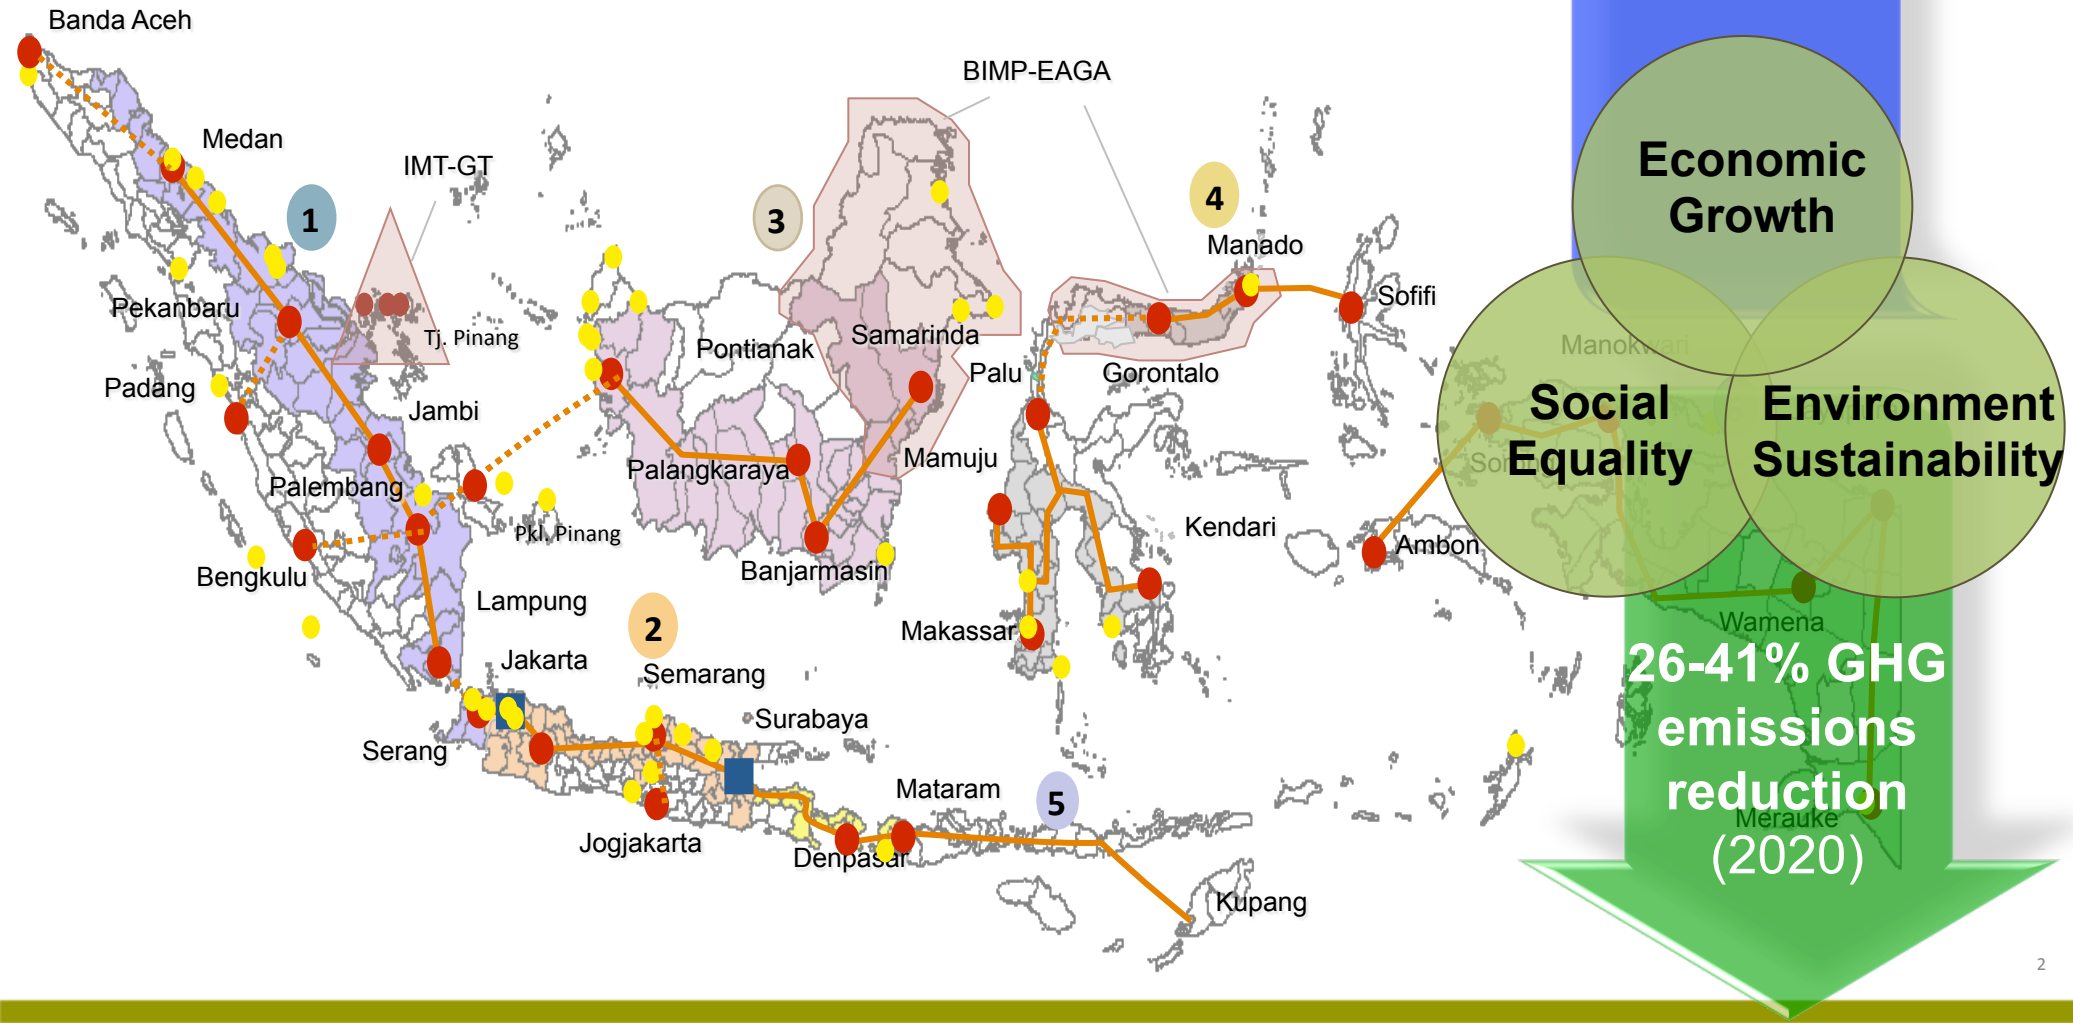 Banda Aceh
Medan
IMT-GT
1
Pekanbaru
Tj. Pinang
Padang
Jambi
Palembang
Pkl. Pinang
Bengkulu
Lampung
Jakarta
2
Semarang
Surabaya
Serang
Jogjakarta
Denpasar
Mataram
5
Kupang
BIMP-EAGA
3
4
Manado
Sofifi
Pontianak
Samarinda
Palu
Gorontalo
Palangkaraya
Mamuju
Banjarmasin
Kendari
Makassar
Ambon
Manokwari
Wamena
Merauke
Economic
Growth
Social
Equality
Environment
Sustainability
26-41% GHG
emissions
reduction
(2020)
2